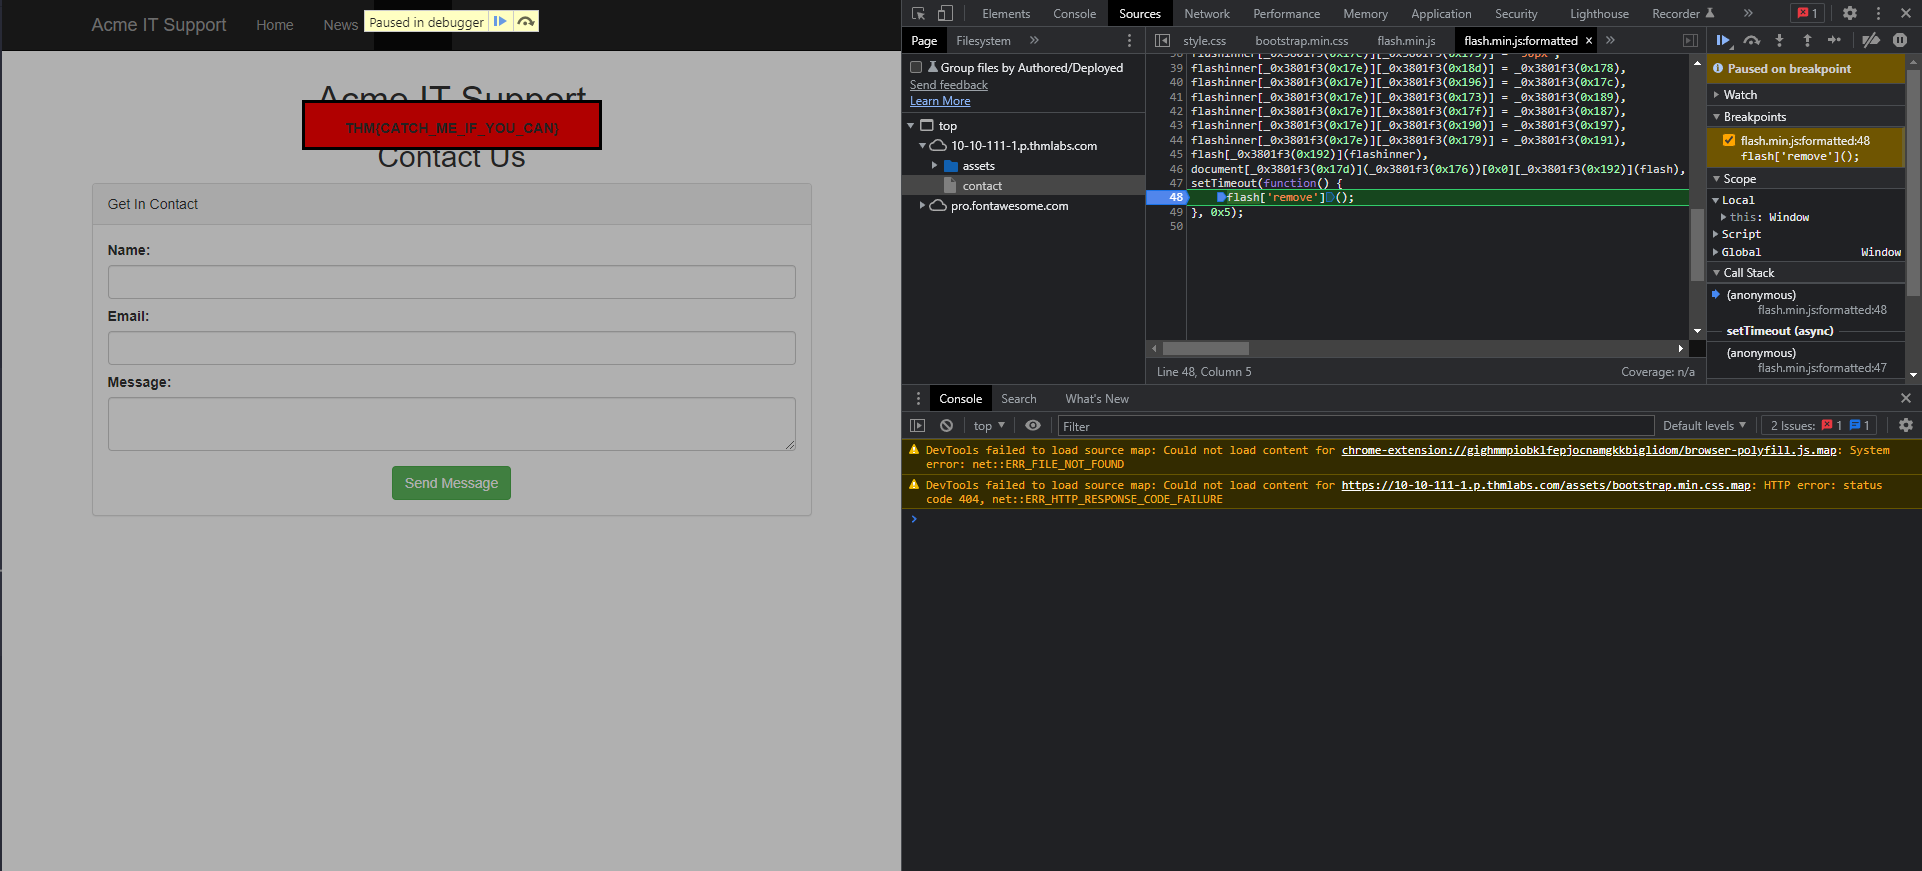 Acme IT Support
Home
News
Paused in debugger
Acme IT Support
THM{CATCH_ME_IF_YOU_CAN}
Contact Us
Get In Contact
Name:
Email:
Message:
Send Message
Elements
Console
Sources
Network
Performance
Memory
Application
Security
Lighthouse
Recorder
1
Page
Filesystem
style.css
bootstrap.min.css
flash.min.js
flash.min.js:formatted
Group files by Authored/Deployed
Send feedback
Learn More
top
10-10-111-1.p.thmlabs.com
assets
contact
pro.fontawesome.com
39 flashinner[_0x3801f3(0x17e)][_0x3801f3(0x18d)] = _0x3801f3(0x178),
40 flashinner[_0x3801f3(0x17e)][_0x3801f3(0x196)] = _0x3801f3(0x17c),
41 flashinner[_0x3801f3(0x17e)][_0x3801f3(0x173)] = _0x3801f3(0x189),
42 flashinner[_0x3801f3(0x17e)][_0x3801f3(0x17f)] = _0x3801f3(0x187),
43 flashinner[_0x3801f3(0x17e)][_0x3801f3(0x190)] = _0x3801f3(0x197),
44 flashinner[_0x3801f3(0x17e)][_0x3801f3(0x179)] = _0x3801f3(0x191),
45 flash[_0x3801f3(0x192)](flashinner),
46 document[_0x3801f3(0x17d)](_0x3801f3(0x176))[0x0][_0x3801f3(0x192)](flash),
47 setTimeout(function() {
48 flash['remove']();
49 }, 0x5);
50
Line 48, Column 5
Coverage: n/a
Paused on breakpoint
Watch
Breakpoints
flash.min.js:formatted:48
flash['remove']();
Scope
Local
this: Window
Script
Global Window
Call Stack
(anonymous)
flash.min.js:formatted:48
setTimeout (async)
(anonymous)
flash.min.js:formatted:47
Console
Search
What's New
top
Filter
Default levels
2 Issues: 1 1
DevTools failed to load source map: Could not load content for chrome-extension://gighmmpiobklfepjocnamgkkbiglidom/browser-polyfill.js.map: System
error: net::ERR_FILE_NOT_FOUND
DevTools failed to load source map: Could not load content for https://10-10-111-1.p.thmlabs.com/assets/bootstrap.min.css.map: HTTP error: status
code 404, net::ERR_HTTP_RESPONSE_CODE_FAILURE